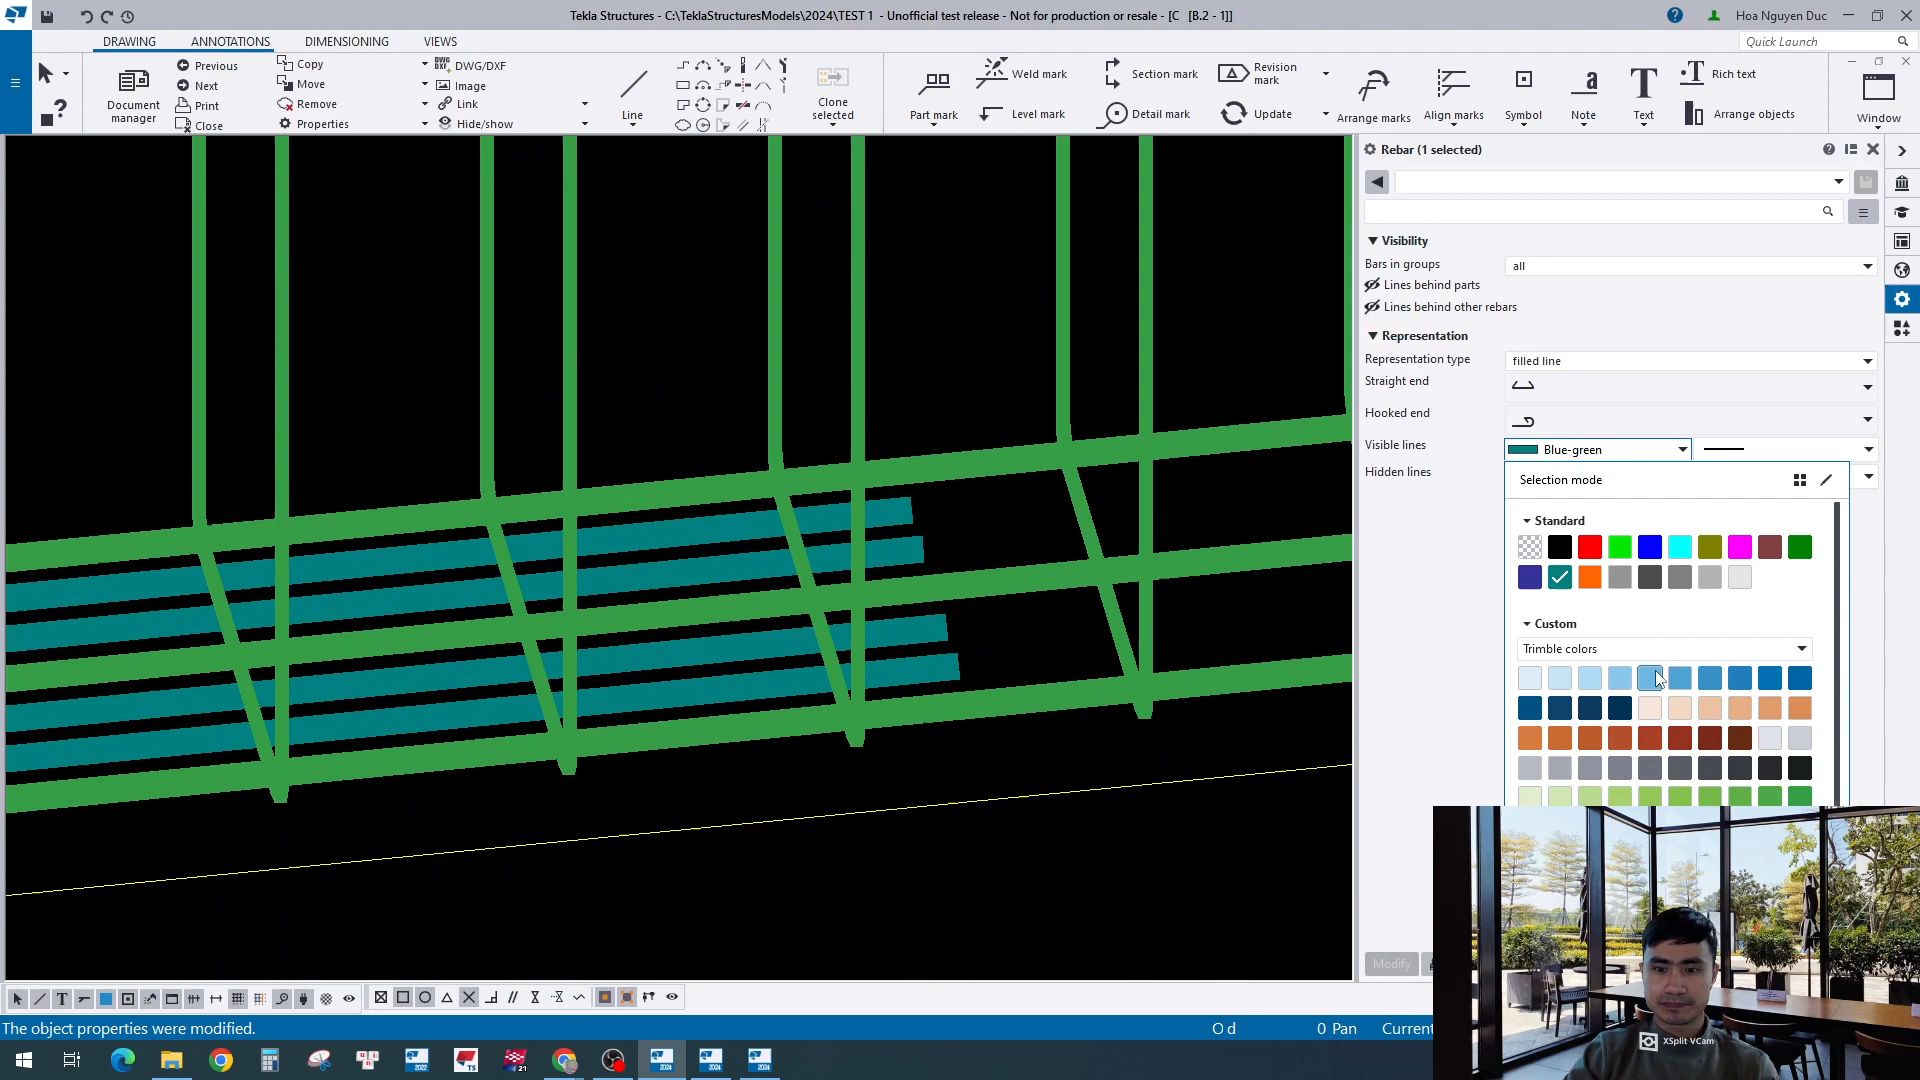 Tekla Structures - C:\TeklaStructuresModels\2024\TEST 1 - Unofficial test release - Not for production or resale - [C [B.2 - 1]]
Hoa Nguyen Duc
DRAWING ANNOTATIONS DIMENSIONING VIEWS
Quick Launch
Document manager
Previous
Next
Print
Close
Copy
Move
Remove
Properties
DWG/DXF
Image
Link
Hide/show
Line
Clone selected
Part mark
Weld mark
Level mark
Section mark
Detail mark
Revision mark
Update
Arrange marks
Align marks
Symbol
Note
Text
Rich text
Arrange objects
Window
Rebar (1 selected)
Visibility
Bars in groups all
Lines behind parts
Lines behind other rebars
Representation
Representation type filled line
Straight end
Hooked end
Visible lines Blue-green
Hidden lines
Selection mode
Standard
Custom
Trimble colors
Modify
The object properties were modified.
O d 0 Pan Current
XSplit VCam
2022
TS
21
2024
2024
2024